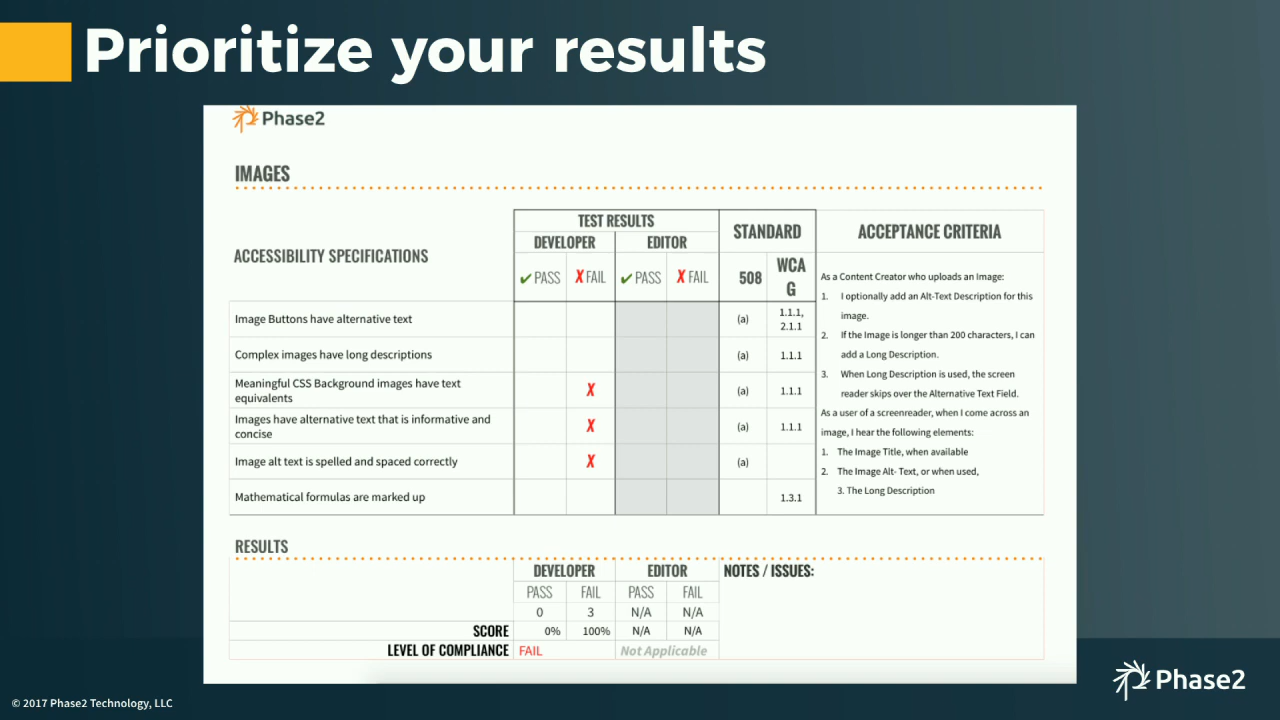 Prioritize your results
Phase2
IMAGES
ACCESSIBILITY SPECIFICATIONS
TEST RESULTS
STANDARD
ACCEPTANCE CRITERIA
DEVELOPER
EDITOR
✔ PASS
✗ FAIL
✔ PASS
✗ FAIL
508
WCA
G
Image Buttons have alternative text
(a)
1.1.1,
2.1.1
Complex images have long descriptions
(a)
1.1.1
Meaningful CSS Background images have text
equivalents
✗
(a)
1.1.1
Images have alternative text that is informative and
concise
✗
(a)
1.1.1
Image alt text is spelled and spaced correctly
✗
(a)
Mathematical formulas are marked up
1.3.1
As a Content Creator who uploads an Image:
1. I optionally add an Alt-Text Description for this
image.
2. If the Image is longer than 200 characters, I can
add a Long Description.
3. When Long Description is used, the screen
reader skips over the Alternative Text Field.
As a user of a screenreader, when I come across an
image, I hear the following elements:
1. The Image Title, when available
2. The Image Alt- Text, or when used,
3. The Long Description
RESULTS
DEVELOPER
EDITOR
NOTES / ISSUES:
PASS
FAIL
PASS
FAIL
0
3
N/A
N/A
SCORE
0%
100%
N/A
N/A
LEVEL OF COMPLIANCE
FAIL
Not Applicable
Phase2
© 2017 Phase2 Technology, LLC